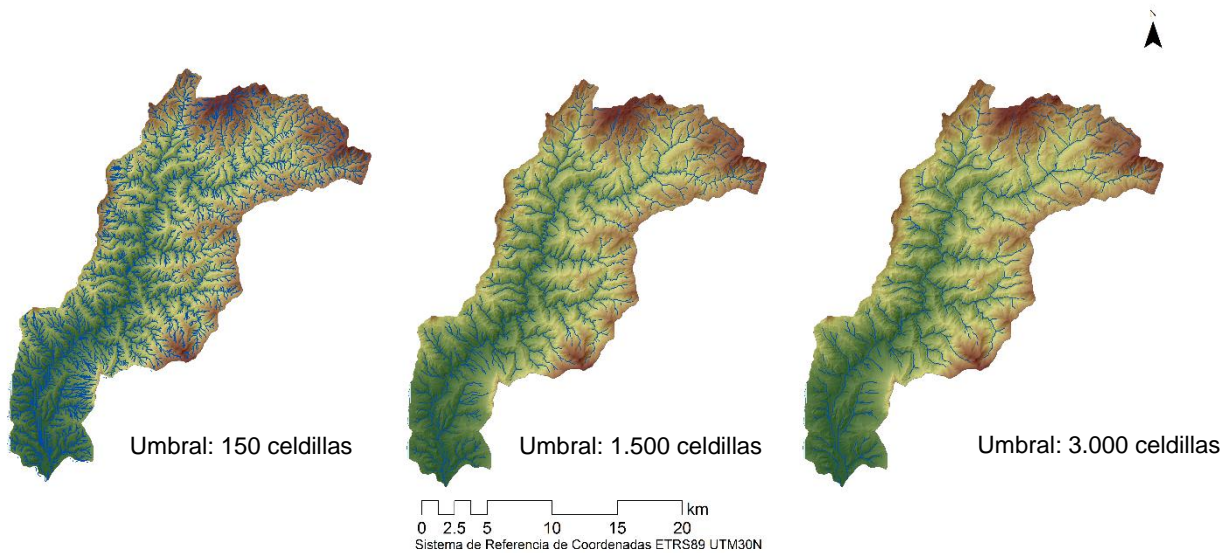 N
Umbral: 150 celdillas
Umbral: 1.500 celdillas
Umbral: 3.000 celdillas
km
0 2.5 5 10 15 20
Sistema de Referencia de Coordenadas ETRS89 UTM30N